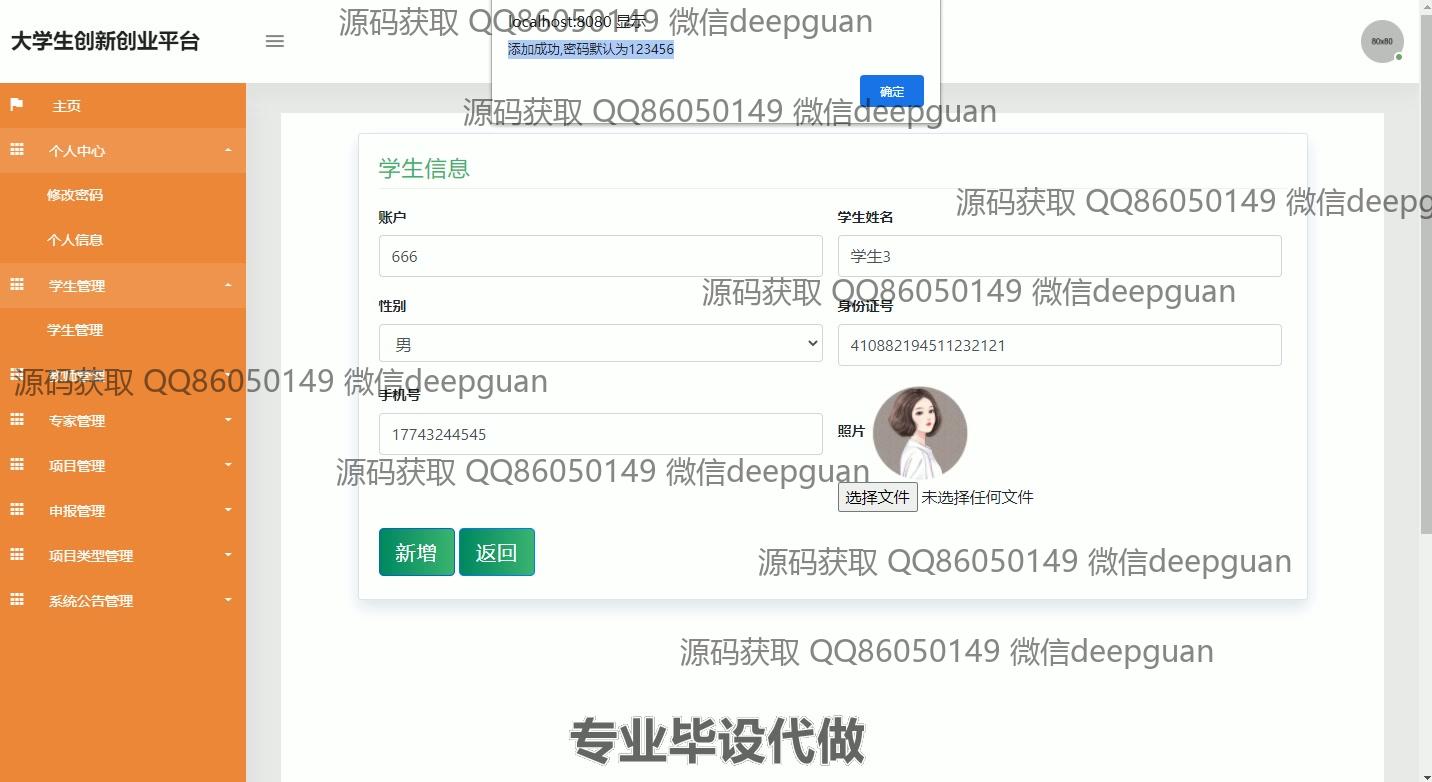 大学生创新创业平台
源码获取 QQ86050149 微信deepguan
localhost:8080 显示
添加成功,密码默认为123456
确定
80x80
源码获取 QQ86050149 微信deepguan
主页
个人中心
修改密码
个人信息
学生管理
学生管理
教师管理
专家管理
项目管理
申报管理
项目类型管理
系统公告管理
学生信息
源码获取 QQ86050149 微信deepg
账户
学生姓名
666
学生3
源码获取 QQ86050149 微信deepguan
性别
身份证号
男
410882194511232121
源码获取 QQ86050149 微信deepguan
手机号
照片
17743244545
源码获取 QQ86050149 微信deepguan
选择文件 未选择任何文件
新增
返回
源码获取 QQ86050149 微信deepguan
源码获取 QQ86050149 微信deepguan
专业毕设代做